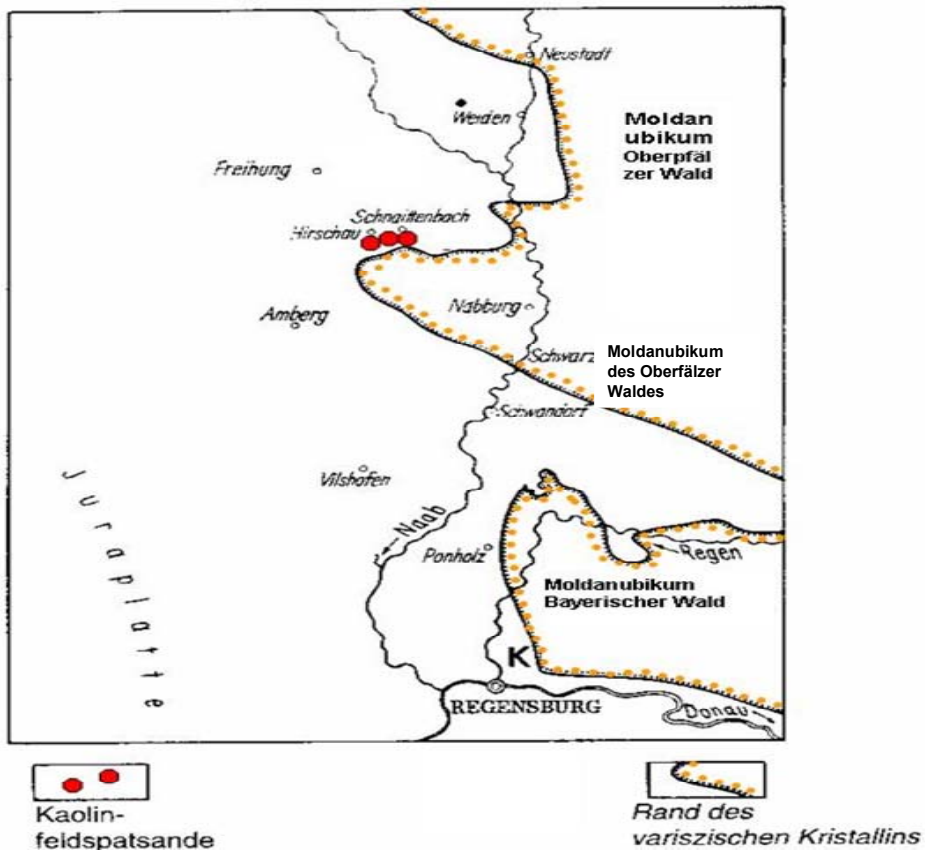 Neustadt
Weiden
Moldan
ubikum
Oberpfäl
zer Wald
Freihung
Schnaittenbach
Hirschau
Nabburg
Amberg
Schwarz
Moldanubikum
des Oberfälzer
Waldes
Schwandorf
Vilshofen
Naab
Ponholz
Regen
Juraplatte
Moldanubikum
Bayerischer Wald
K
REGENSBURG
Donau
Kaolin-
feldspatsande
Rand des
variszischen Kristallins